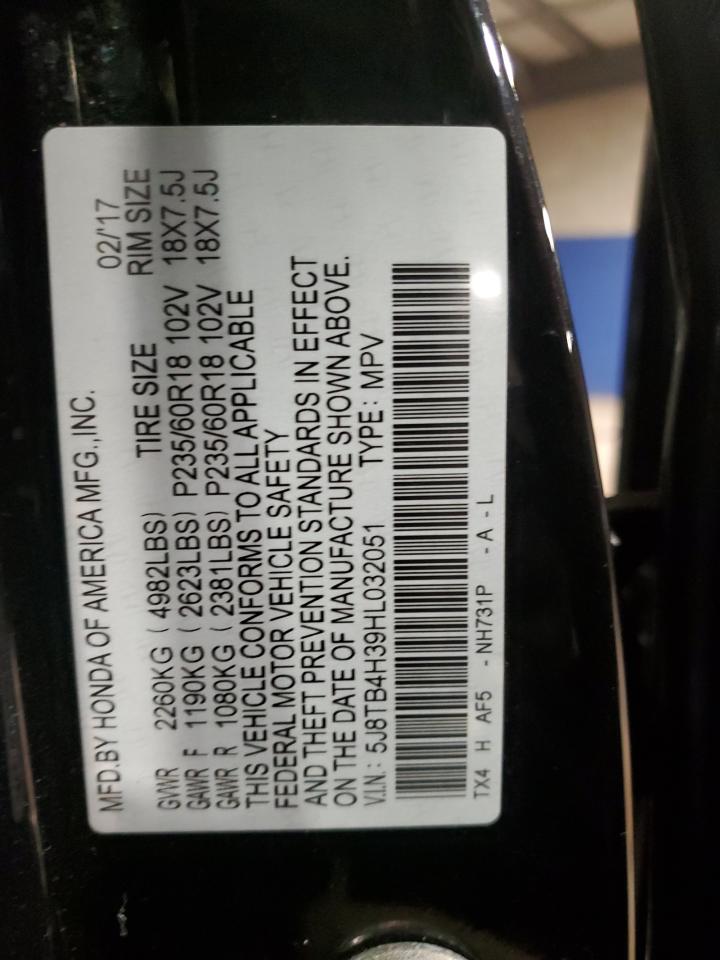 MFD.BY HONDA OF AMERICA MFG.,INC. 02/'17
TIRE SIZE RIM SIZE
GVWR 2260KG ( 4982LBS)
GAWR F 1190KG ( 2623LBS) P235/60R18 102V 18X7.5J
GAWR R 1080KG ( 2381LBS) P235/60R18 102V 18X7.5J
THIS VEHICLE CONFORMS TO ALL APPLICABLE
FEDERAL MOTOR VEHICLE SAFETY
AND THEFT PREVENTION STANDARDS IN EFFECT
ON THE DATE OF MANUFACTURE SHOWN ABOVE.
V.I.N.: 5J8TB4H39HL032051 TYPE: MPV
TX4 H AF5 - NH731P - A - L